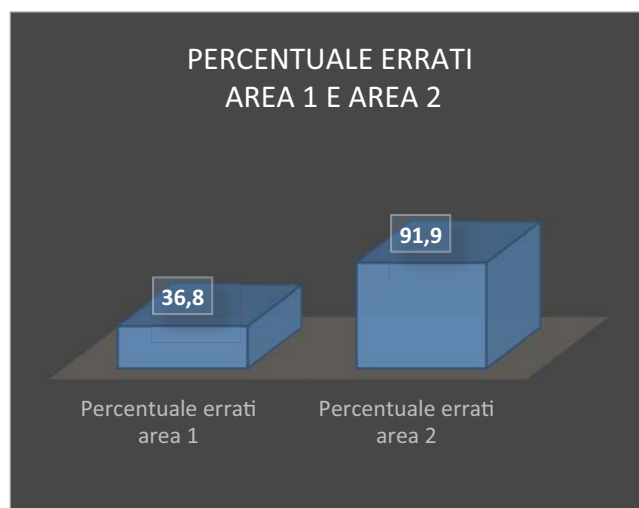 PERCENTUALE ERRATI
AREA 1 E AREA 2
36,8
91,9
Percentuale errati
area 1
Percentuale errati
area 2